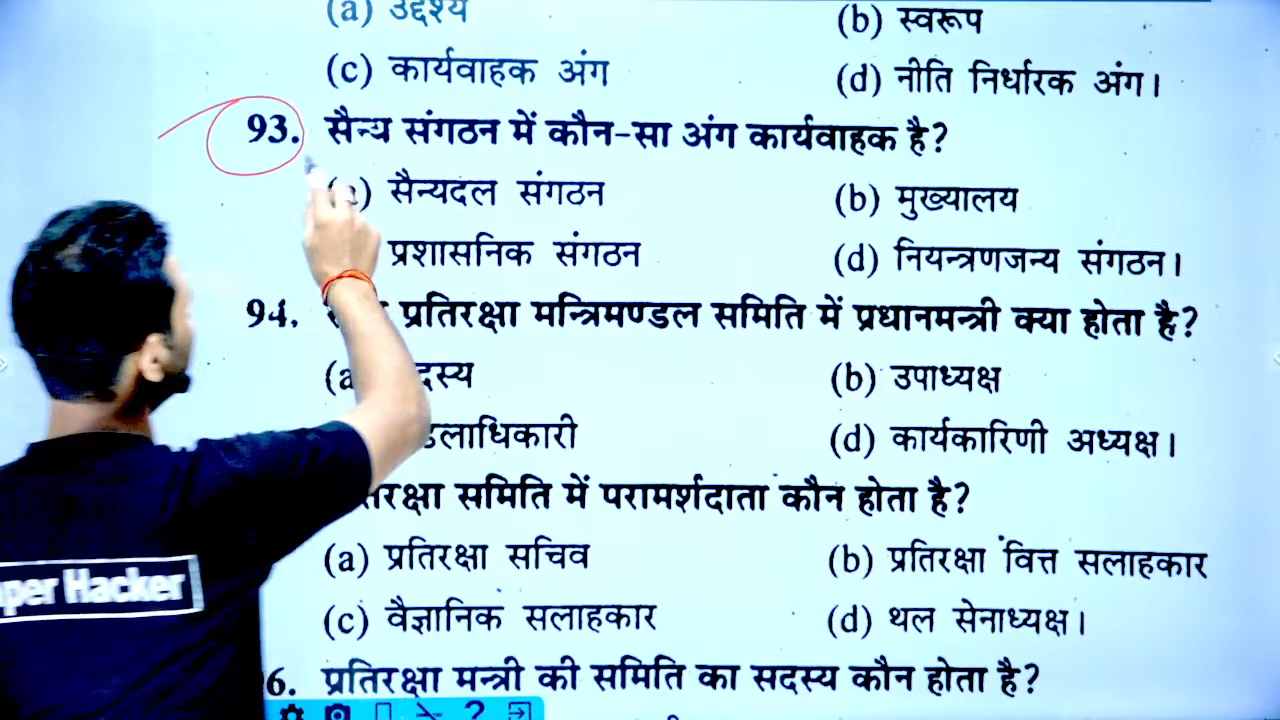 (a) उद्देश्य (b) स्वरूप
(c) कार्यवाहक अंग (d) नीति निर्धारक अंग।
93. सैन्य संगठन में कौन-सा अंग कार्यवाहक है?
सैन्यदल संगठन (b) मुख्यालय
प्रशासनिक संगठन (d) नियन्त्रणजन्य संगठन।
94. प्रतिरक्षा मन्त्रिमण्डल समिति में प्रधानमन्त्री क्या होता है?
(b) उपाध्यक्ष
(d) कार्यकारिणी अध्यक्ष।
समिति में परामर्शदाता कौन होता है?
(a) प्रतिरक्षा सचिव (b) प्रतिरक्षा वित्त सलाहकार
(c) वैज्ञानिक सलाहकार (d) थल सेनाध्यक्ष।
प्रतिरक्षा मन्त्री की समिति का सदस्य कौन होता है?
Hacker